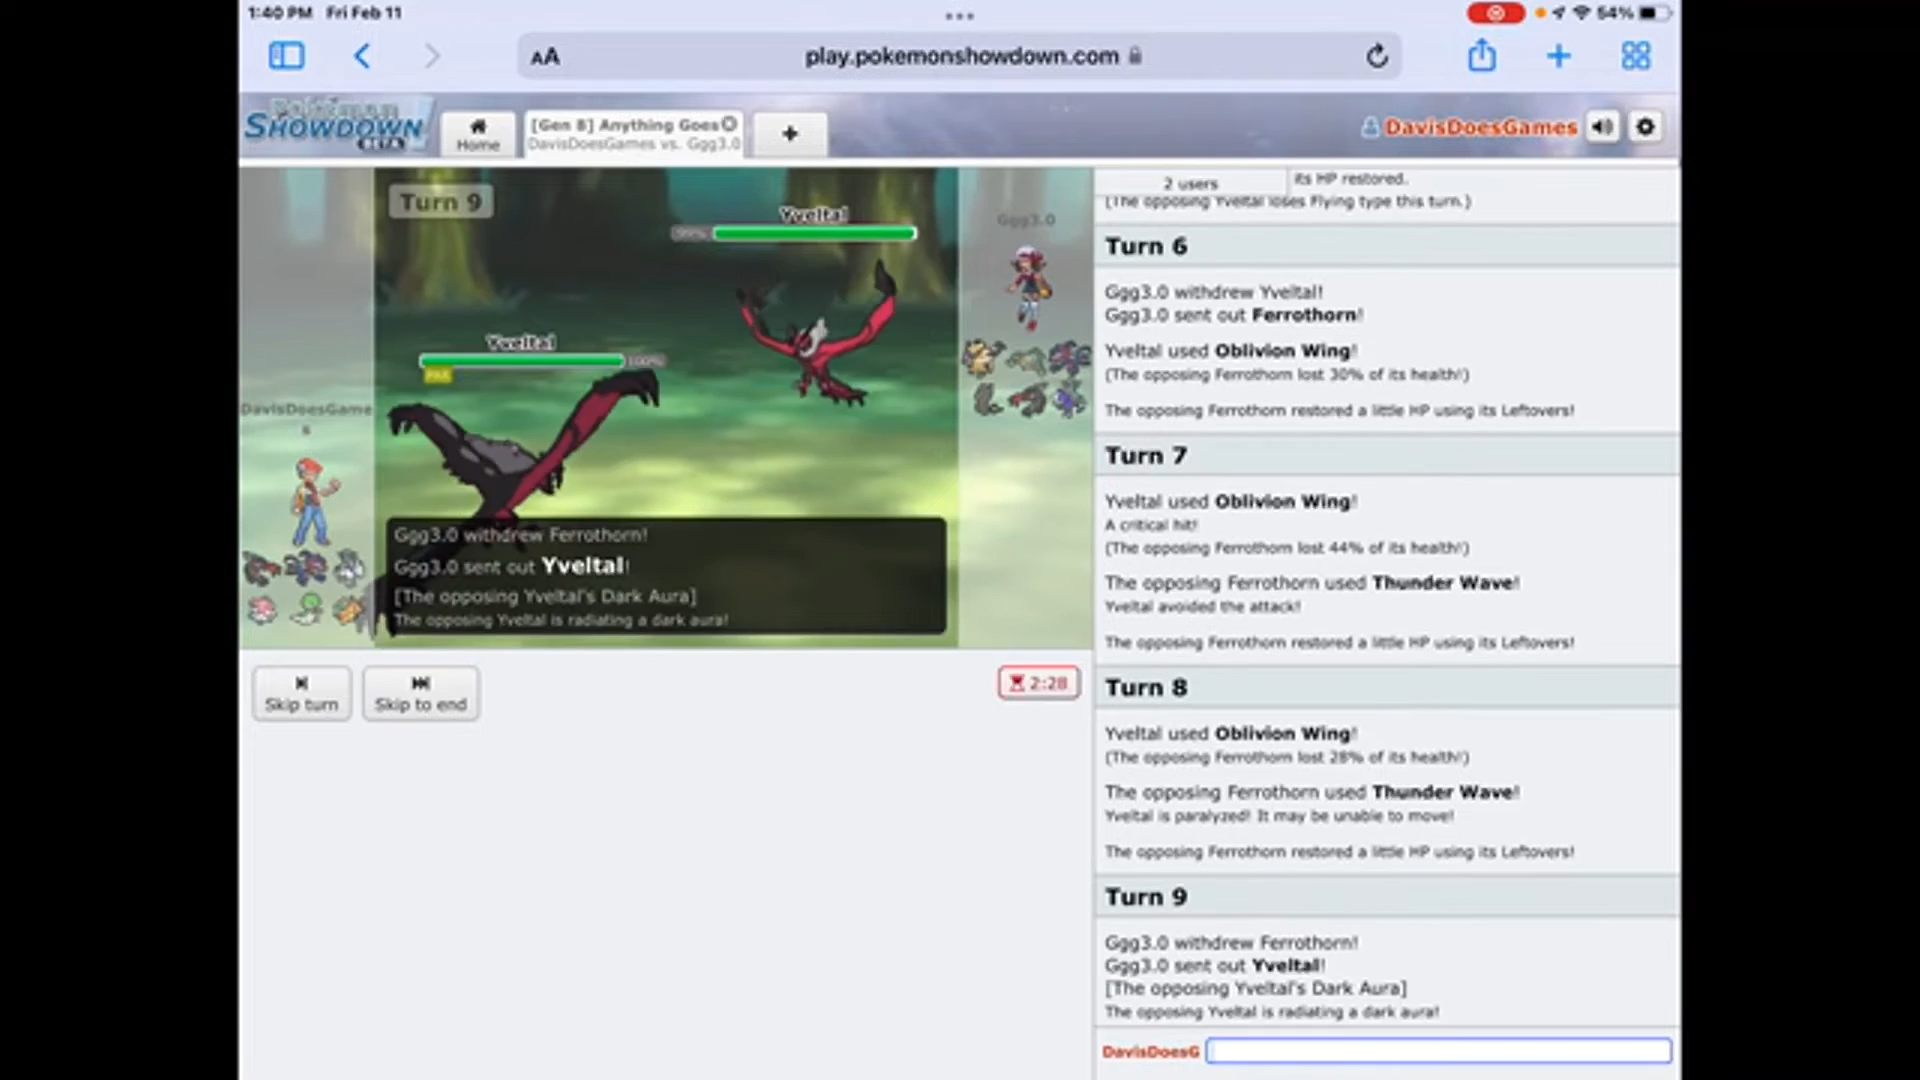 1:40 PM Fri Feb 11
54%
AA
play.pokemonshowdown.com
Pokémon
SHOWDOWN
BETA
Home
[Gen 8] Anything Goes
DavisDoesGames vs. Ggg3.0
+
DavisDoesGames
Turn 9
Yveltal
99%
Yveltal
100%
PAR
Ggg3.0
DavisDoesGame
s
Ggg3.0 withdrew Ferrothorn!
Ggg3.0 sent out Yveltal!
[The opposing Yveltal's Dark Aura]
The opposing Yveltal is radiating a dark aura!
Skip turn
Skip to end
2:28
2 users
its HP restored.
(The opposing Yveltal loses Flying type this turn.)
Turn 6
Ggg3.0 withdrew Yveltal!
Ggg3.0 sent out Ferrothorn!
Yveltal used Oblivion Wing!
(The opposing Ferrothorn lost 30% of its health!)
The opposing Ferrothorn restored a little HP using its Leftovers!
Turn 7
Yveltal used Oblivion Wing!
A critical hit!
(The opposing Ferrothorn lost 44% of its health!)
The opposing Ferrothorn used Thunder Wave!
Yveltal avoided the attack!
The opposing Ferrothorn restored a little HP using its Leftovers!
Turn 8
Yveltal used Oblivion Wing!
(The opposing Ferrothorn lost 28% of its health!)
The opposing Ferrothorn used Thunder Wave!
Yveltal is paralyzed! It may be unable to move!
The opposing Ferrothorn restored a little HP using its Leftovers!
Turn 9
Ggg3.0 withdrew Ferrothorn!
Ggg3.0 sent out Yveltal!
[The opposing Yveltal's Dark Aura]
The opposing Yveltal is radiating a dark aura!
DavisDoesG